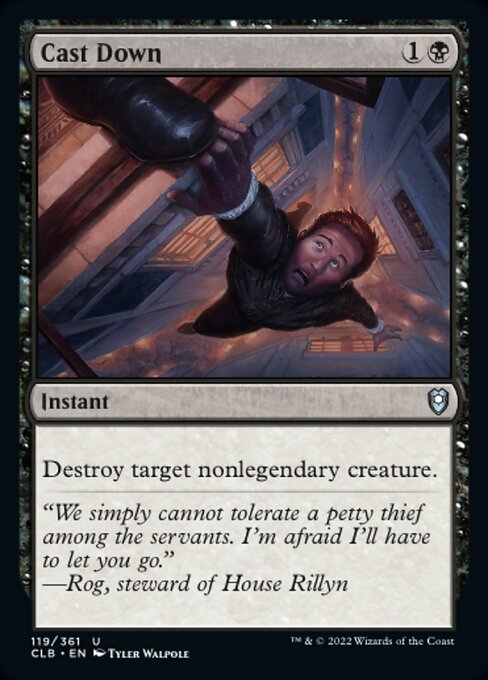 Cast Down 1
Instant
Destroy target nonlegendary creature.
“We simply cannot tolerate a petty thief
among the servants. I’m afraid I’ll have
to let you go.”
—Rog, steward of House Rillyn
119/361 U
™ & © 2022 Wizards of the Coast
CLB • EN Tyler Walpole